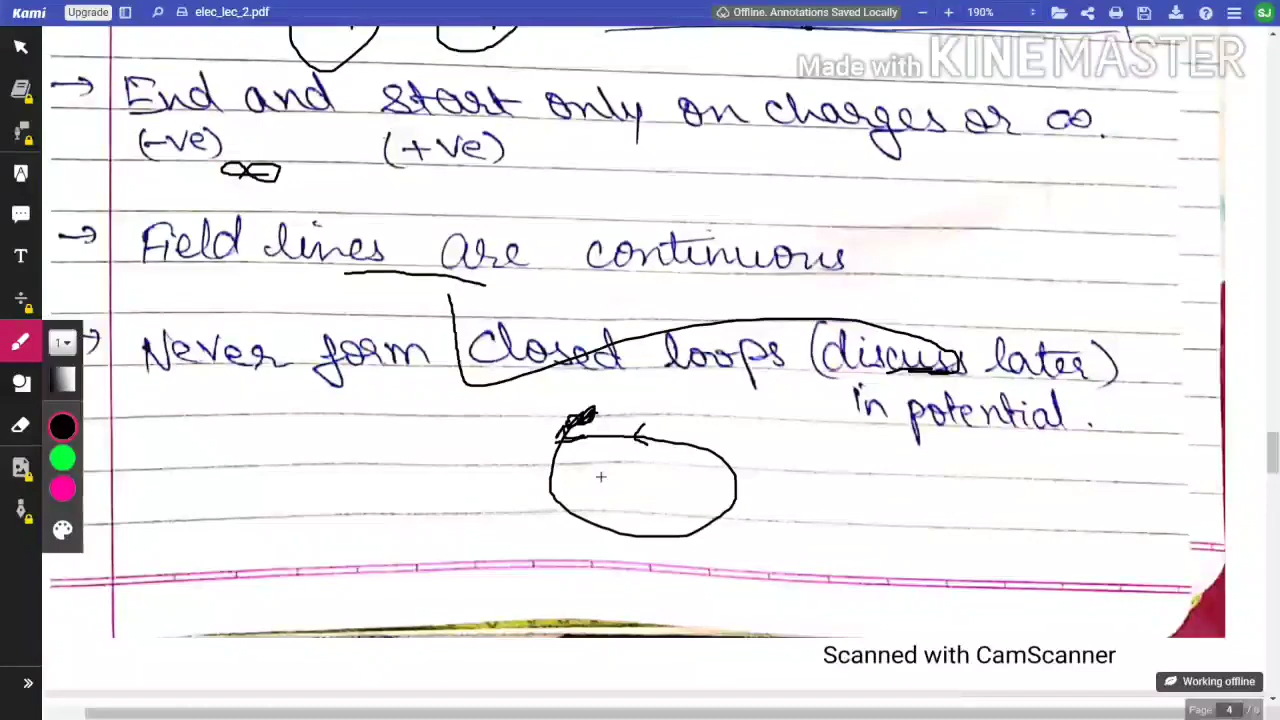 Kami Upgrade elec_lec_2.pdf Offline. Annotations Saved Locally 190% SJ
Made with KINEMASTER
→ End and start only on charges or ∞.
(-ve) (+ve)
∞
→ Field lines are continuous
→ Never form closed loops (discuss later)
in potential.
Scanned with CamScanner
Working offline
Page 4 / 6